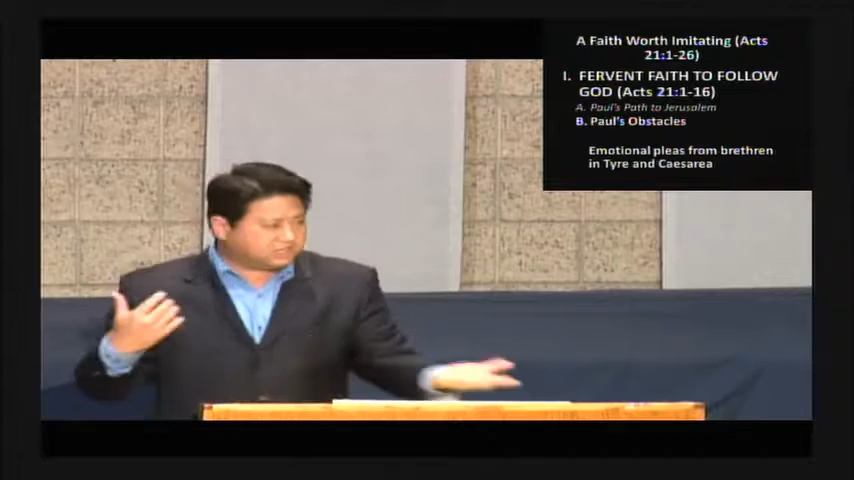 A Faith Worth Imitating (Acts
21:1-26)
I. FERVENT FAITH TO FOLLOW
GOD (Acts 21:1-16)
A. Paul's Path to Jerusalem
B. Paul's Obstacles
Emotional pleas from brethren
in Tyre and Caesarea